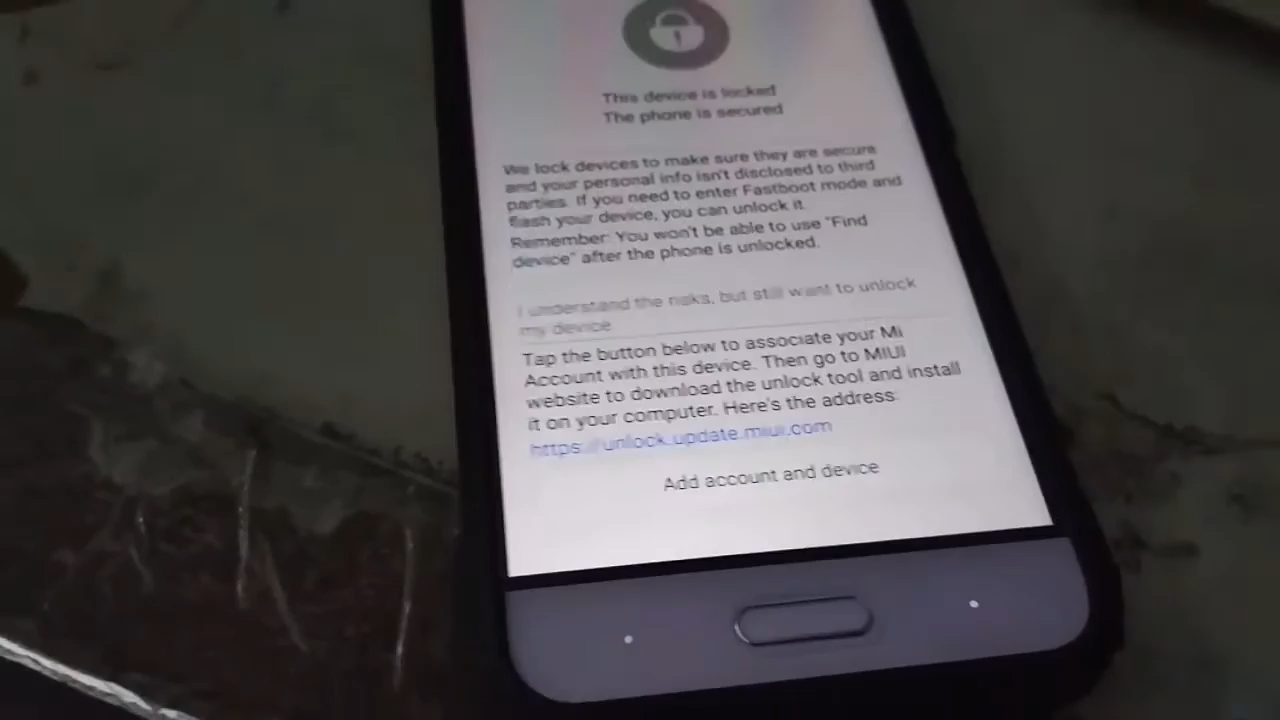 This device is locked
The phone is secured
We lock devices to make sure they are secure
and your personal info isn't disclosed to third
parties. If you need to enter Fastboot mode and
flash your device, you can unlock it.
Remember: You won't be able to use "Find
device" after the phone is unlocked.
I understand the risks, but still want to unlock
my device
Tap the button below to associate your Mi
Account with this device. Then go to MIUI
website to download the unlock tool and install
it on your computer. Here's the address:
https://unlock.update.miui.com
Add account and device